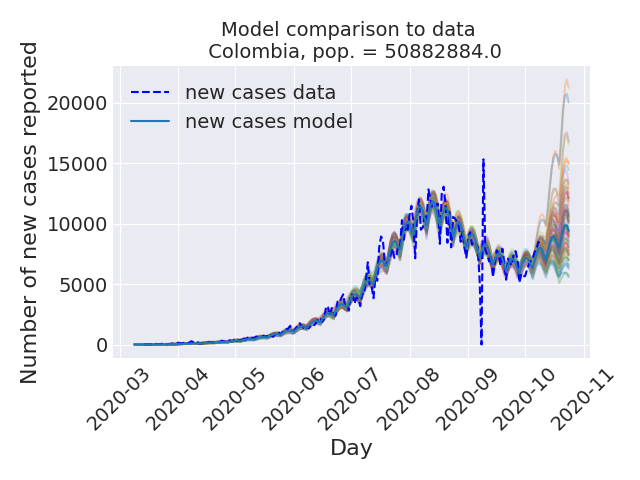 Model comparison to data
Colombia, pop. = 50882884.0
Number of new cases reported
20000
15000
10000
5000
0
new cases data
new cases model
2020-03
2020-04
2020-05
2020-06
2020-07
2020-08
2020-09
2020-10
2020-11
Day